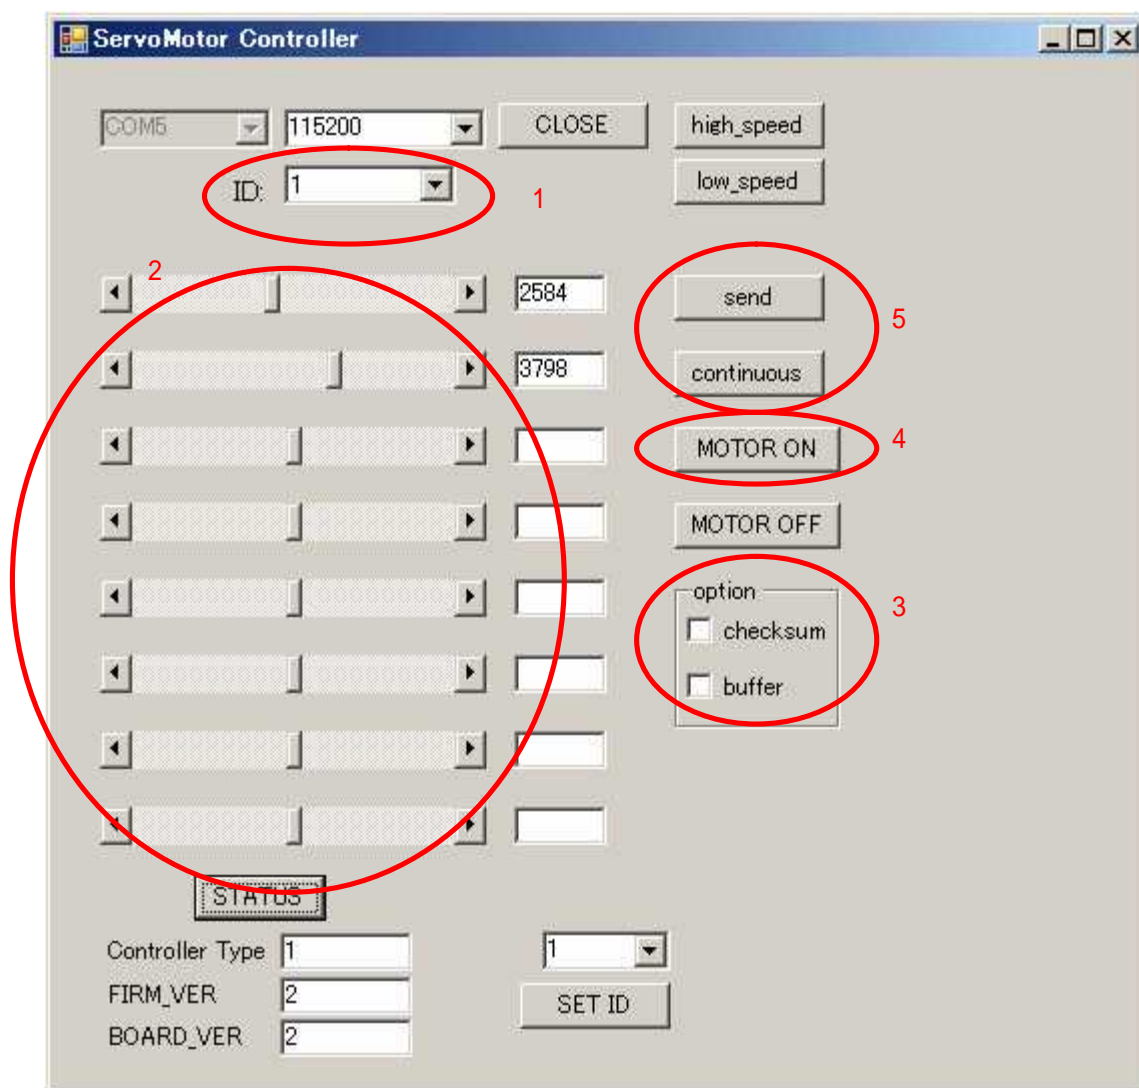 ServoMotor Controller
COM5 115200 CLOSE high_speed
ID: 1 1 low_speed
2
2584 send
5
3798 continuous
MOTOR ON 4
MOTOR OFF
option 3
checksum
buffer
STATUS
Controller Type 1 1
FIRM_VER 2 SET ID
BOARD_VER 2